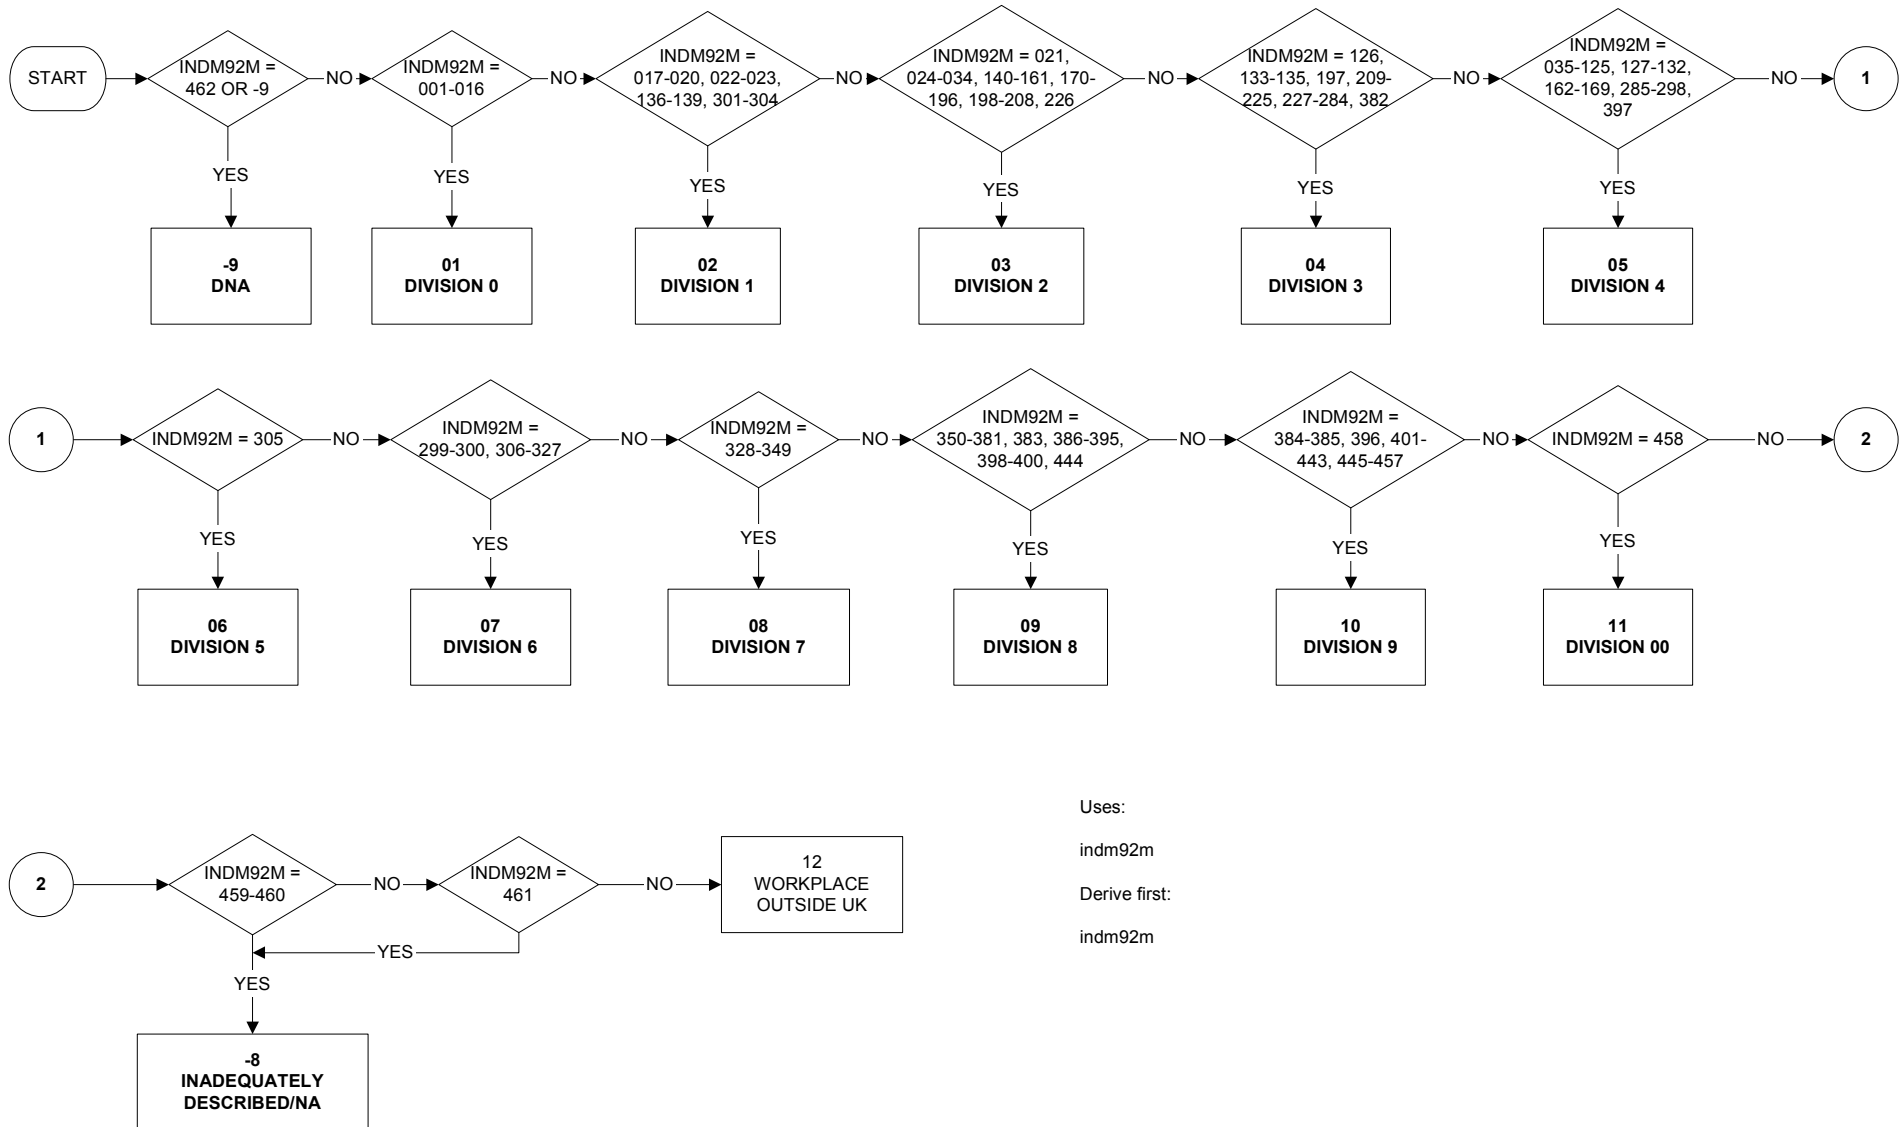 START
INDM92M =
462 OR -9
NO
INDM92M =
001-016
NO
INDM92M =
017-020, 022-023,
136-139, 301-304
NO
INDM92M = 021,
024-034, 140-161, 170-
196, 198-208, 226
NO
INDM92M = 126,
133-135, 197, 209-
225, 227-284, 382
NO
INDM92M =
035-125, 127-132,
162-169, 285-298,
397
NO
1
YES
YES
YES
YES
YES
YES
-9
DNA
01
DIVISION 0
02
DIVISION 1
03
DIVISION 2
04
DIVISION 3
05
DIVISION 4
1
INDM92M = 305
NO
INDM92M =
299-300, 306-327
NO
INDM92M =
328-349
NO
INDM92M =
350-381, 383, 386-395,
398-400, 444
NO
INDM92M =
384-385, 396, 401-
443, 445-457
NO
INDM92M = 458
NO
2
YES
YES
YES
YES
YES
YES
06
DIVISION 5
07
DIVISION 6
08
DIVISION 7
09
DIVISION 8
10
DIVISION 9
11
DIVISION 00
2
INDM92M =
459-460
NO
INDM92M =
461
NO
12
WORKPLACE
OUTSIDE UK
YES
YES
-8
INADEQUATELY
DESCRIBED/NA
Uses:
indm92m
Derive first:
indm92m